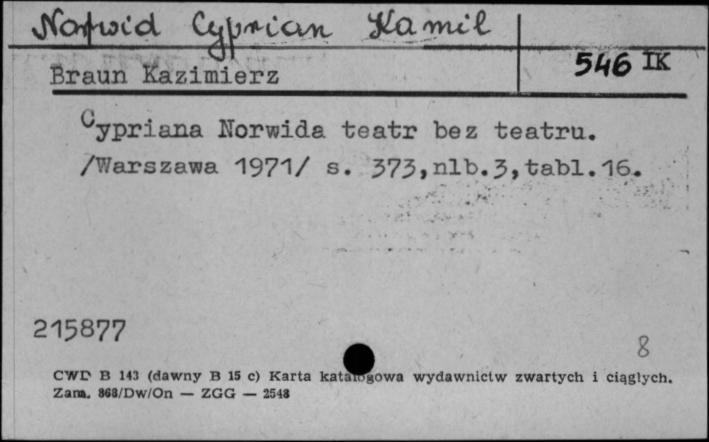 Norwid Cyprian Kamil
Braun Kazimierz
546 IK
Cypriana Norwida teatr bez teatru.
/Warszawa 1971/ s. 373,nlb.3,tabl.16.
215877
8
CWD B 143 (dawny B 15 c) Karta katalogowa wydawnictw zwartych i ciągłych.
Zam. 868/Dw/On — ZGG — 2548